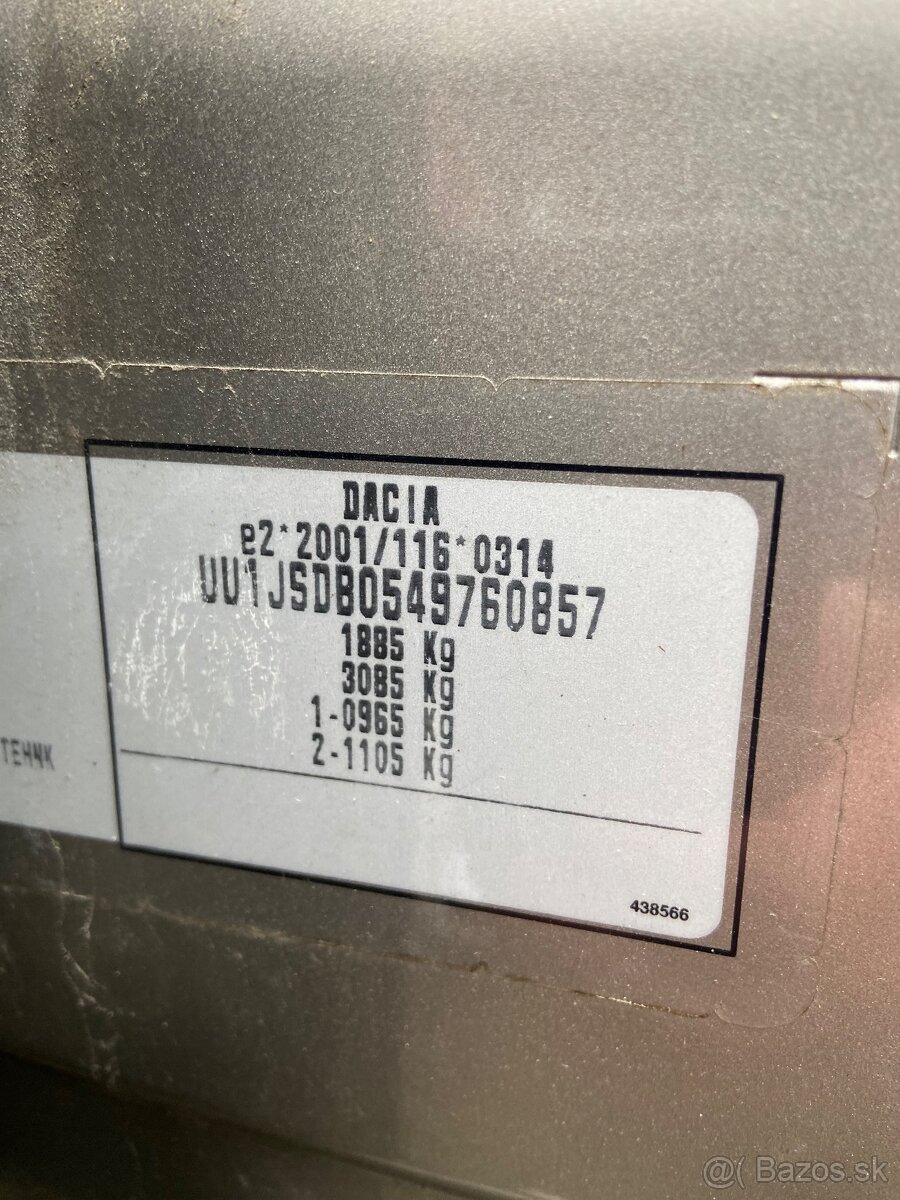 DACIA
e2*2001/116*0314
UU1JSDB0549760857
1885 Kg
3085 Kg
1-0965 Kg
2-1105 Kg
438566
@( Bazos.sk